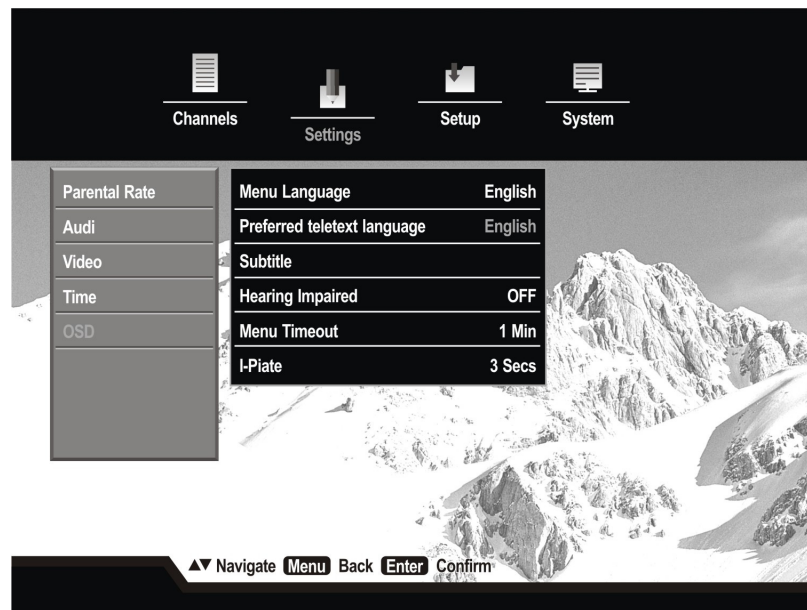 Channels
Settings
Setup
System
Parental Rate
Audi
Video
Time
OSD
Menu Language English
Preferred teletext language English
Subtitle
Hearing Impaired OFF
Menu Timeout 1 Min
I-Piate 3 Secs
▲▼ Navigate Menu Back Enter Confirm